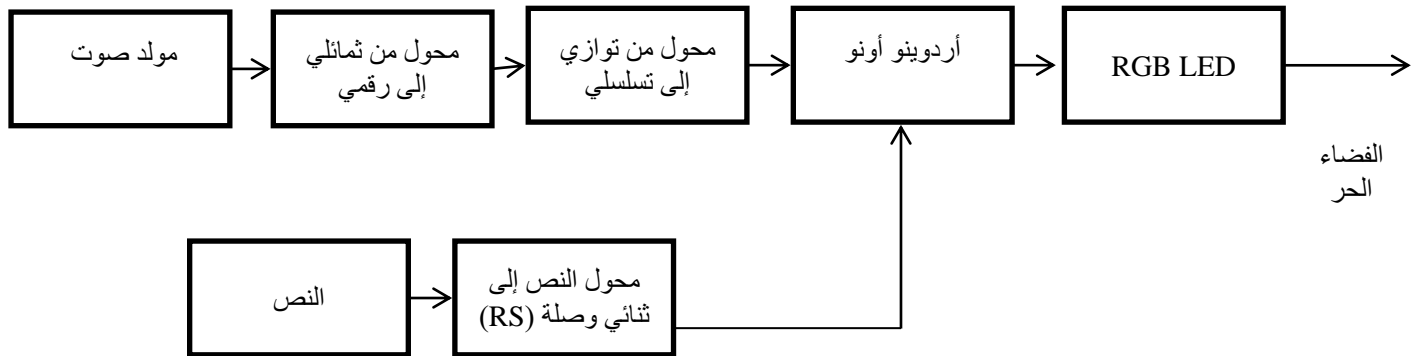 مولد صوت
محول من ثمائلي
إلى رقمي
محول من توازي
إلى تسلسلي
أردوينو أونو
RGB LED
الفضاء
الحر
النص
محول النص إلى
ثنائي وصلة (RS)